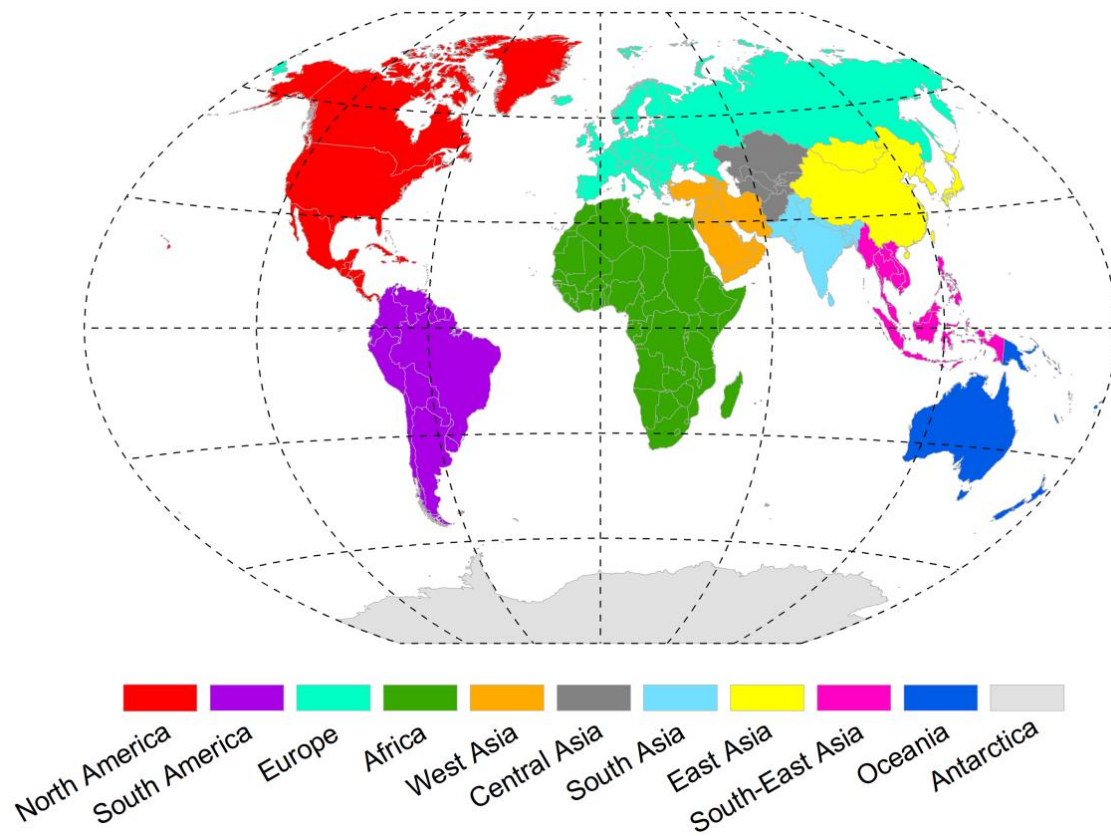 North America
South America
Europe
Africa
West Asia
Central Asia
South Asia
East Asia
South-East Asia
Oceania
Antarctica